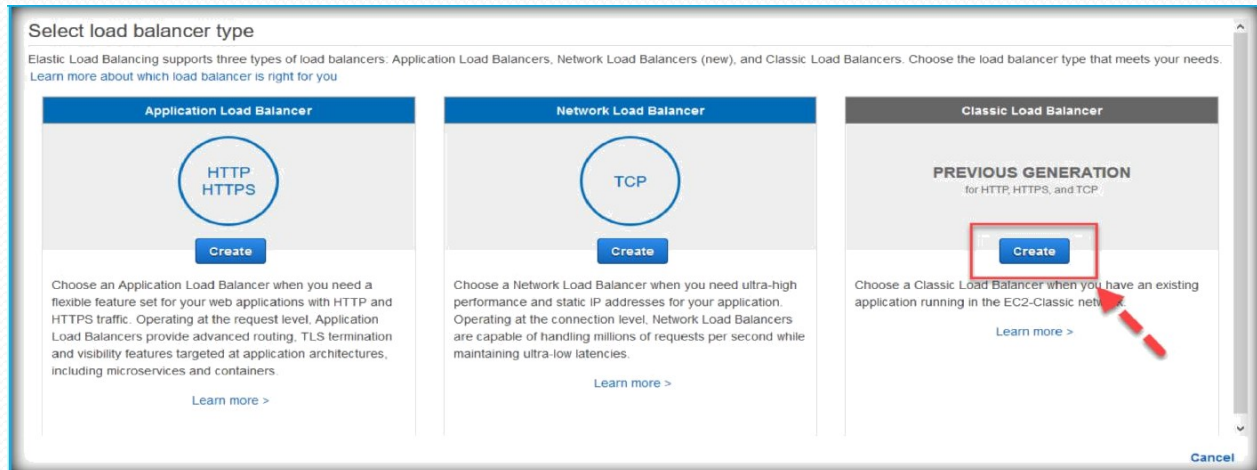 Select load balancer type
Elastic Load Balancing supports three types of load balancers: Application Load Balancers, Network Load Balancers (new), and Classic Load Balancers. Choose the load balancer type that meets your needs.
Learn more about which load balancer is right for you
Application Load Balancer
HTTP
HTTPS
Create
Choose an Application Load Balancer when you need a
flexible feature set for your web applications with HTTP and
HTTPS traffic. Operating at the request level, Application
Load Balancers provide advanced routing, TLS termination
and visibility features targeted at application architectures,
including microservices and containers.
Learn more >
Network Load Balancer
TCP
Create
Choose a Network Load Balancer when you need ultra-high
performance and static IP addresses for your application.
Operating at the connection level, Network Load Balancers
are capable of handling millions of requests per second while
maintaining ultra-low latencies.
Learn more >
Classic Load Balancer
PREVIOUS GENERATION
for HTTP, HTTPS, and TCP
Create
Choose a Classic Load Balancer when you have an existing
application running in the EC2-Classic network.
Learn more >
Cancel